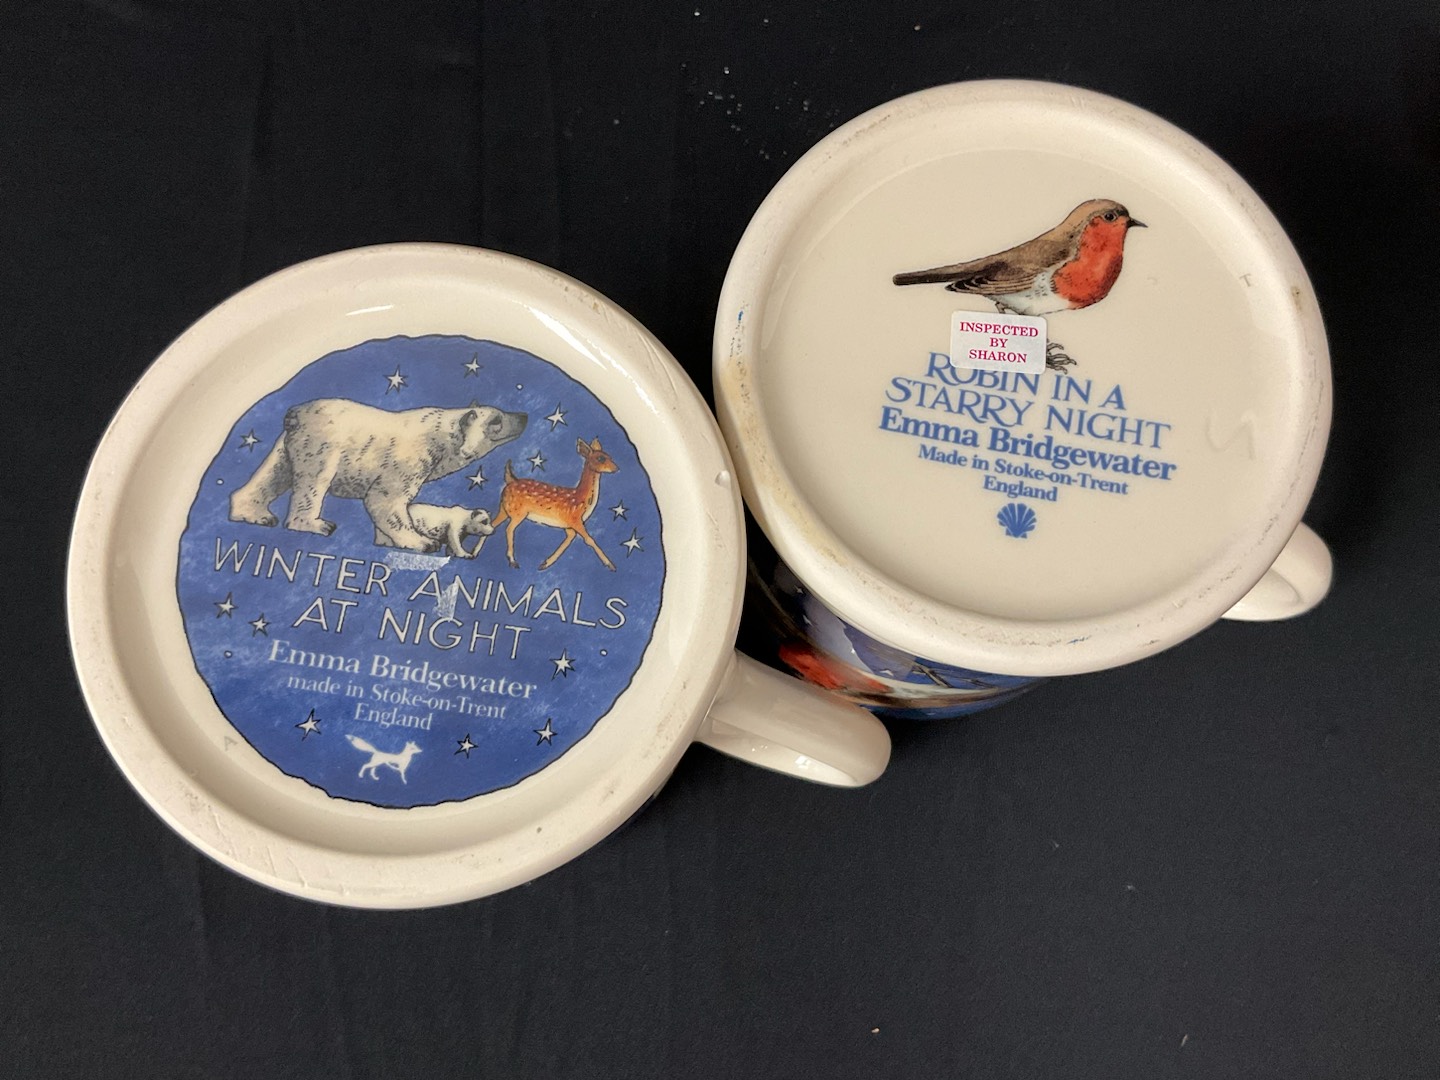 WINTER ANIMALS
AT NIGHT
Emma Bridgewater
made in Stoke-on-Trent
England
INSPECTED
BY
SHARON
ROBIN IN A
STARRY NIGHT
Emma Bridgewater
Made in Stoke-on-Trent
England